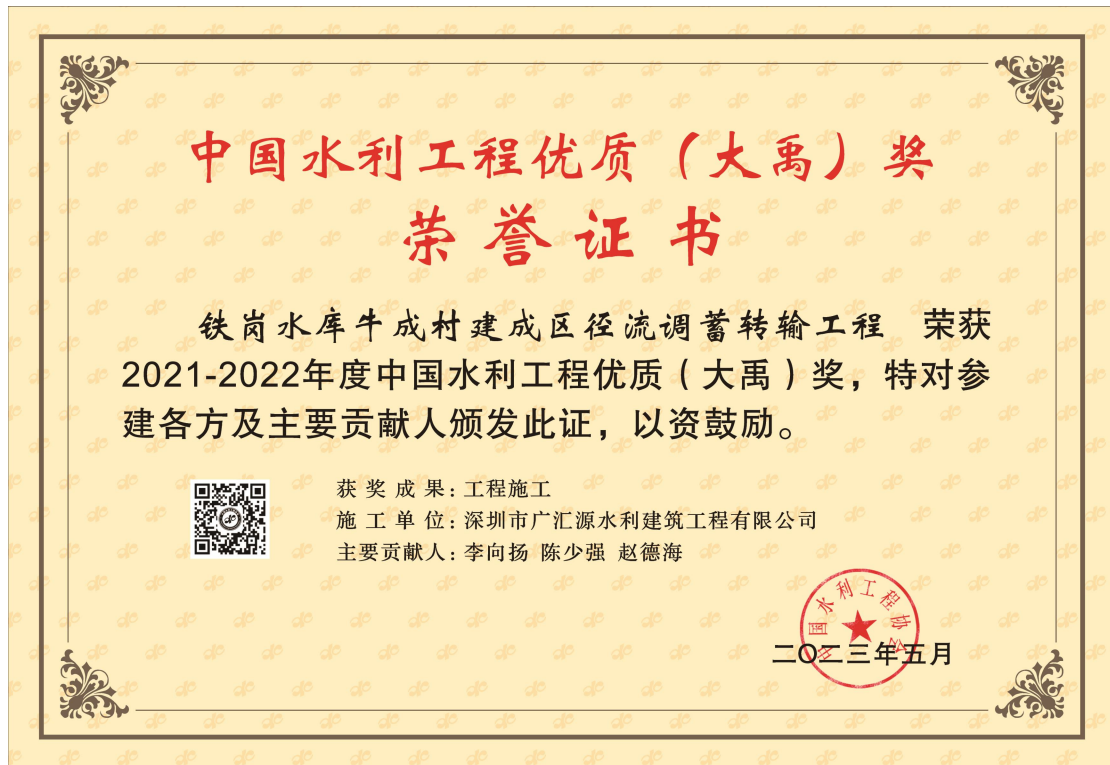 中国水利工程优质（大禹）奖
荣誉证书
铁岗水库牛成村建成区径流调蓄转输工程 荣获
2021-2022年度中国水利工程优质（大禹）奖，特对参
建各方及主要贡献人颁发此证，以资鼓励。
获奖成果：工程施工
施工单位：深圳市广汇源水利建筑工程有限公司
主要贡献人：李向扬 陈少强 赵德海
中国水利工程协会
二〇二三年五月